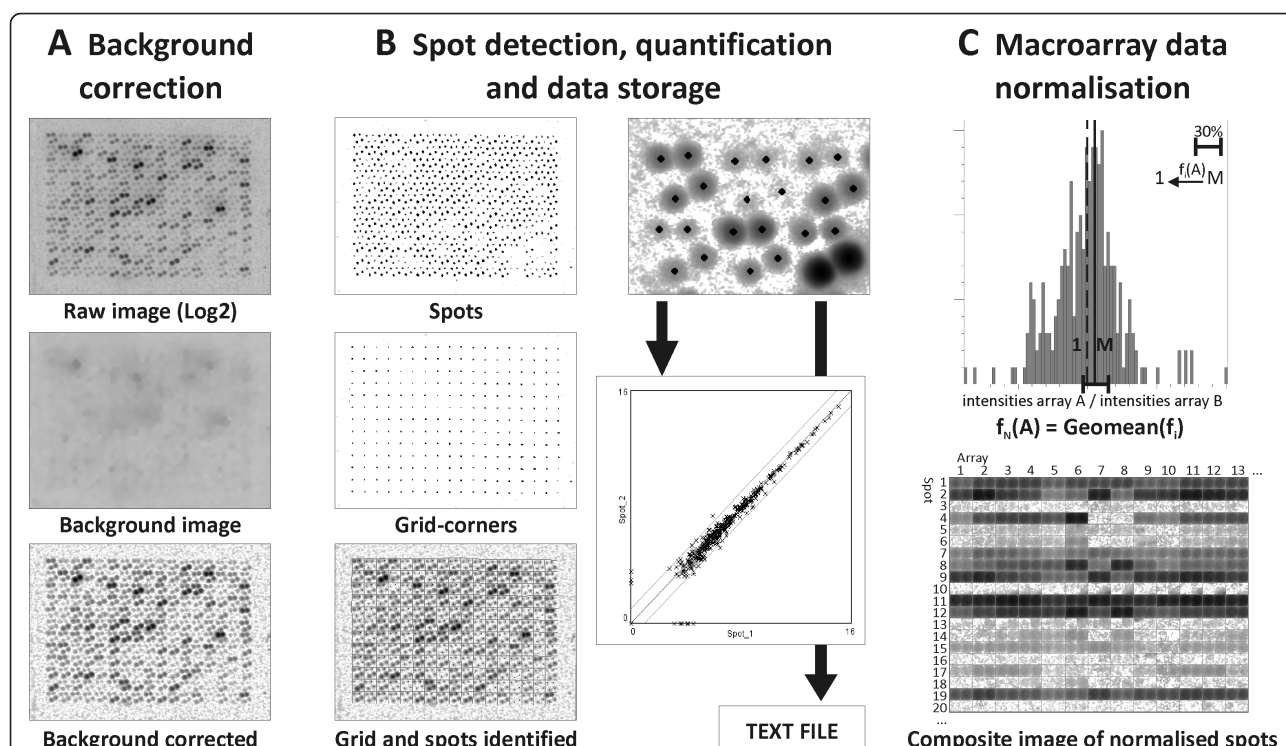 A Background
correction
Raw image (Log2)
Background image
Background corrected
B Spot detection, quantification
and data storage
Spots
Grid-corners
Grid and spots identified
16
Spot_2
0
0
Spot_1
16
TEXT FILE
C Macroarray data
normalisation
30%
1 fᵢ(A) M
1 M
intensities array A / intensities array B
f_N(A) = Geomean(fᵢ)
Array
1 2 3 4 5 6 7 8 9 10 11 12 13 ...
Spot
1
2
3
4
5
6
7
8
9
10
11
12
13
14
15
16
17
18
19
20
...
Composite image of normalised spots